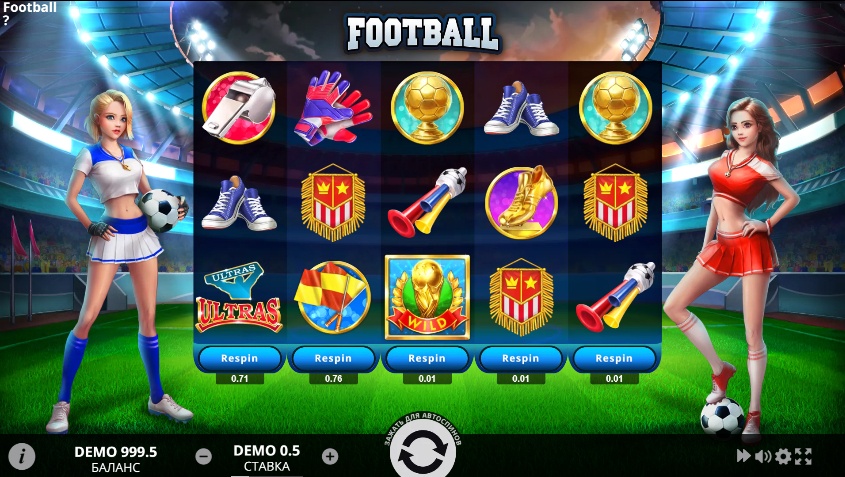 Football
?
FOOTBALL
ULTRAS
ULTRAS
WILD
Respin
Respin
Respin
Respin
Respin
0.71
0.76
0.01
0.01
0.01
ЗАЖАТЬ ДЛЯ АВТОСПИНОВ
i
DEMO 999.5
БАЛАНС
DEMO 0.5
СТАВКА